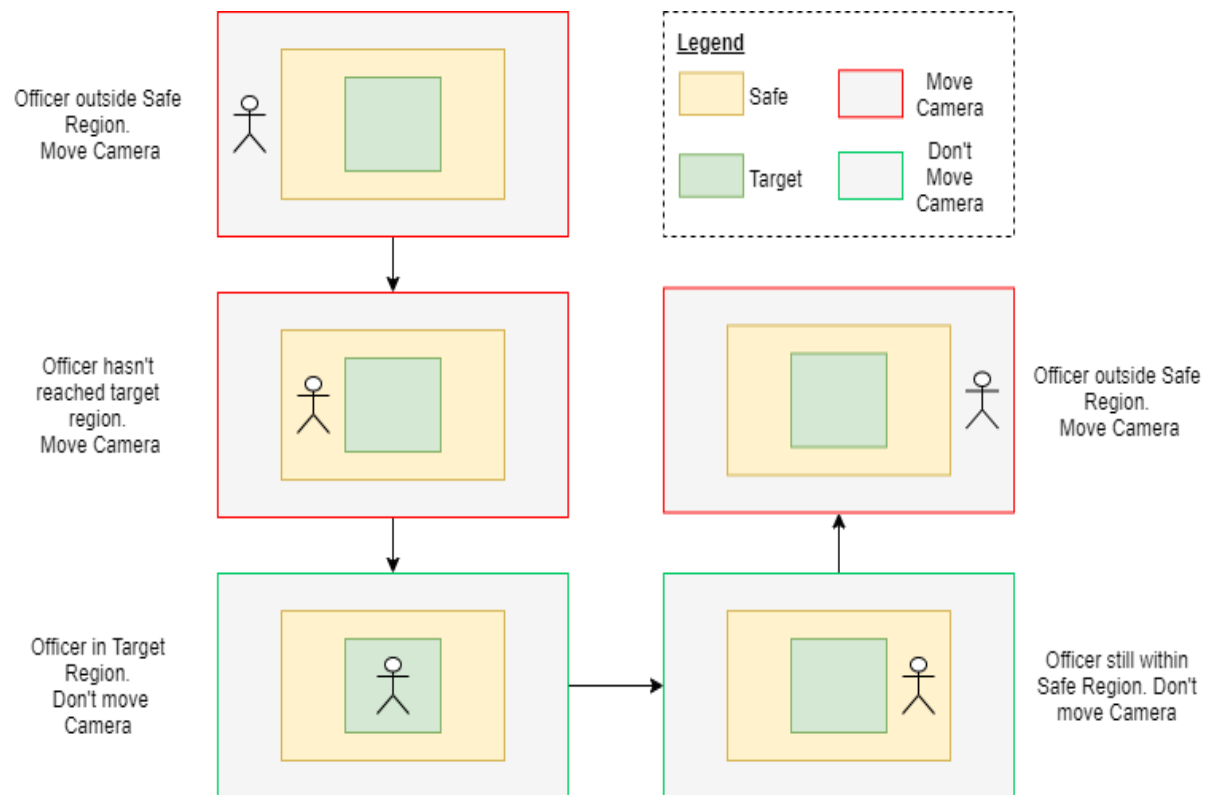 Officer outside Safe
Region.
Move Camera
Legend
Safe
Move
Camera
Target
Don't
Move
Camera
Officer hasn't
reached target
region.
Move Camera
Officer outside Safe
Region.
Move Camera
Officer in Target
Region.
Don't move
Camera
Officer still within
Safe Region. Don't
move Camera